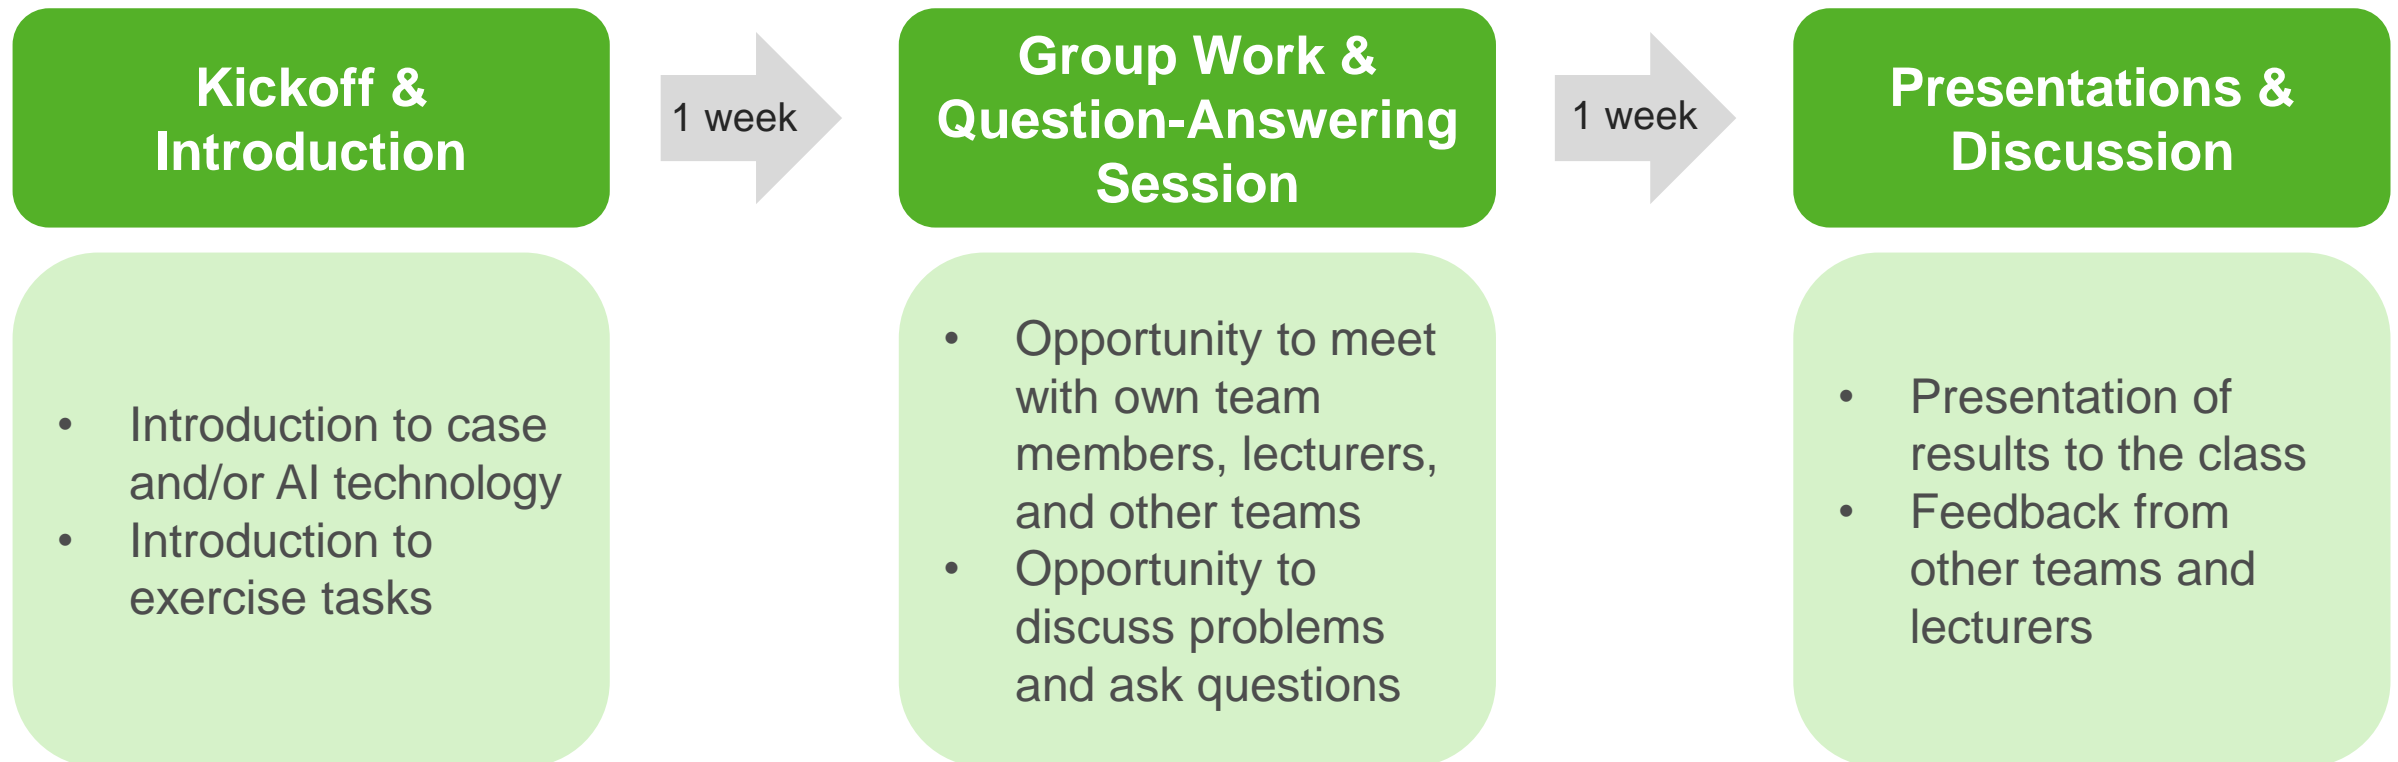 Kickoff &
Introduction
1 week
Group Work &
Question-Answering
Session
1 week
Presentations &
Discussion
• Introduction to case
and/or AI technology
• Introduction to
exercise tasks
• Opportunity to meet
with own team
members, lecturers,
and other teams
• Opportunity to
discuss problems
and ask questions
• Presentation of
results to the class
• Feedback from
other teams and
lecturers